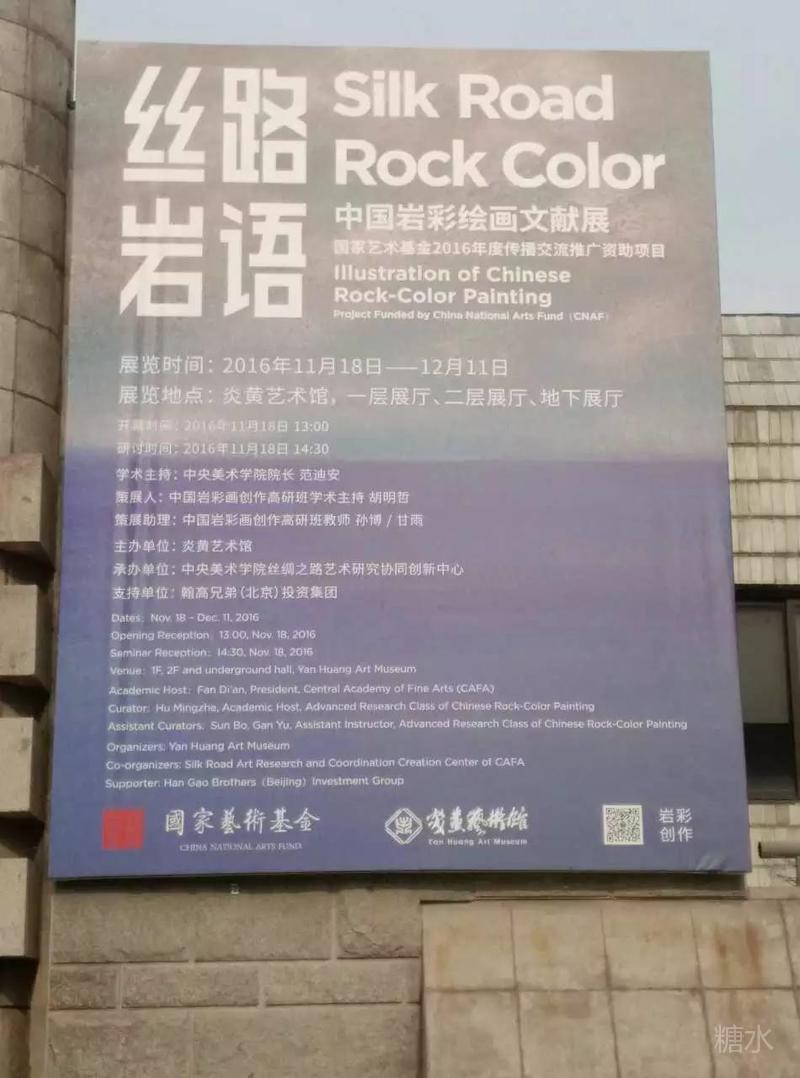 丝路
岩语
Silk Road
Rock Color
中国岩彩绘画文献展
国家艺术基金2016年度传播交流推广资助项目
Illustration of Chinese
Rock-Color Painting
Project Funded by China National Arts Fund（CNAF）
展览时间：2016年11月18日——12月11日
展览地点：炎黄艺术馆，一层展厅、二层展厅、地下展厅
开幕时间：2016年11月18日 13:00
研讨时间：2016年11月18日 14:30
学术主持：中央美术学院院长 范迪安
策展人：中国岩彩画创作高研班学术主持 胡明哲
策展助理：中国岩彩画创作高研班教师 孙博 / 甘雨
主办单位：炎黄艺术馆
承办单位：中央美术学院丝绸之路艺术研究协同创新中心
支持单位：翰高兄弟（北京）投资集团
Dates: Nov. 18 - Dec. 11, 2016
Opening Reception: 13:00, Nov. 18, 2016
Seminar Reception: 14:30, Nov. 18, 2016
Venue: 1F, 2F and underground hall, Yan Huang Art Museum
Academic Host: Fan Di'an, President, Central Academy of Fine Arts (CAFA)
Curator: Hu Mingzhe, Academic Host, Advanced Research Class of Chinese Rock-Color Painting
Assistant Curators: Sun Bo, Gan Yu, Assistant Instructor, Advanced Research Class of Chinese Rock-Color Painting
Organizers: Yan Huang Art Museum
Co-organizers: Silk Road Art Research and Coordination Creation Center of CAFA
Supporter: Han Gao Brothers（Beijing）Investment Group
國家藝術基金
CHINA NATIONAL ARTS FUND
炎黄藝術館
Yan Huang Art Museum
岩彩
创作
糖水